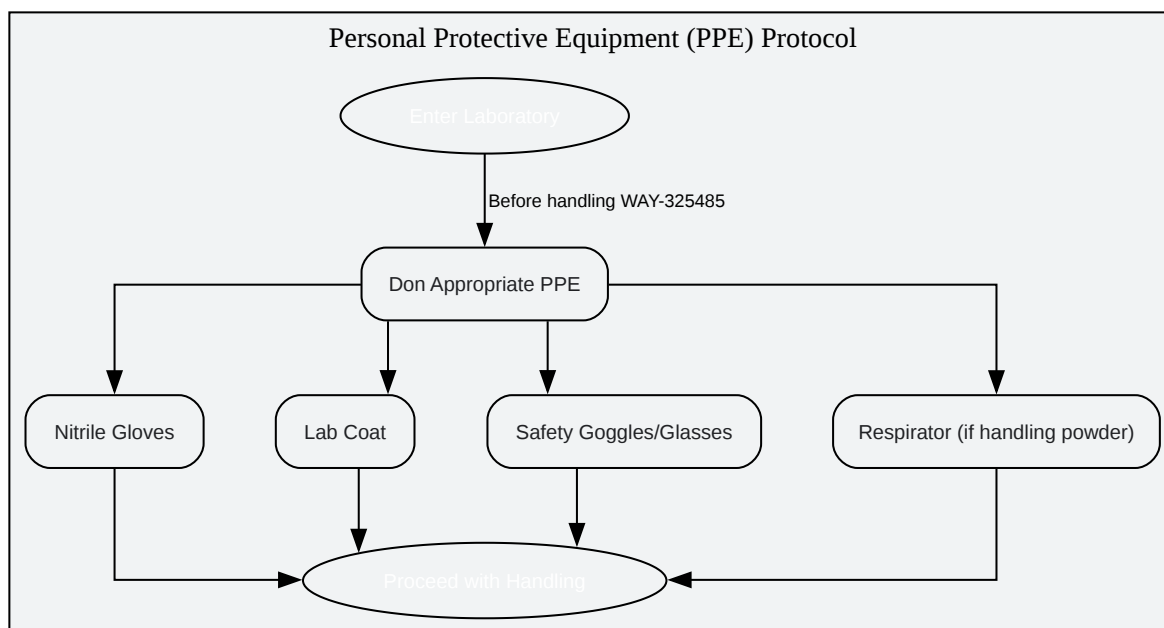 Personal Protective Equipment (PPE) Protocol
Enter Laboratory
Before handling WAY-325485
Don Appropriate PPE
Nitrile Gloves
Lab Coat
Safety Goggles/Glasses
Respirator (if handling powder)
Proceed with Handling